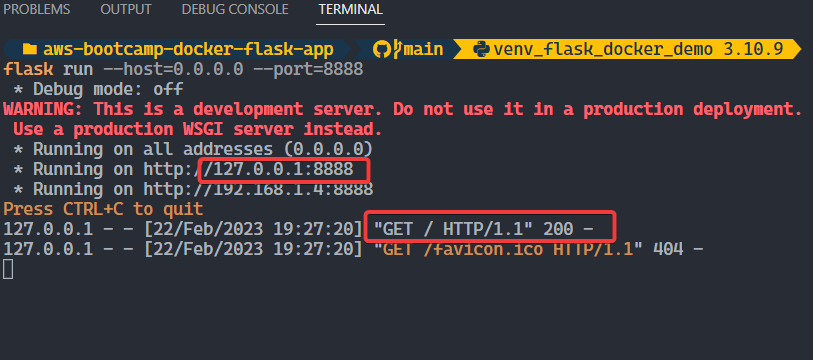 PROBLEMS OUTPUT DEBUG CONSOLE TERMINAL
aws-bootcamp-docker-flask-app main venv_flask_docker_demo 3.10.9
flask run --host=0.0.0.0 --port=8888
* Debug mode: off
WARNING: This is a development server. Do not use it in a production deployment.
Use a production WSGI server instead.
* Running on all addresses (0.0.0.0)
* Running on http://127.0.0.1:8888
* Running on http://192.168.1.4:8888
Press CTRL+C to quit
127.0.0.1 - - [22/Feb/2023 19:27:20] "GET / HTTP/1.1" 200 -
127.0.0.1 - - [22/Feb/2023 19:27:20] "GET /favicon.ico HTTP/1.1" 404 -